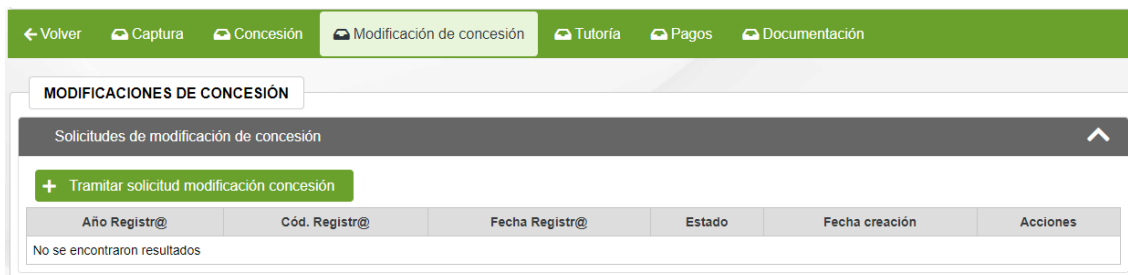 Volver Captura Concesión Modificación de concesión Tutoría Pagos Documentación
MODIFICACIONES DE CONCESIÓN
Solicitudes de modificación de concesión
+ Tramitar solicitud modificación concesión
Año Registr@ Cód. Registr@ Fecha Registr@ Estado Fecha creación Acciones
No se encontraron resultados